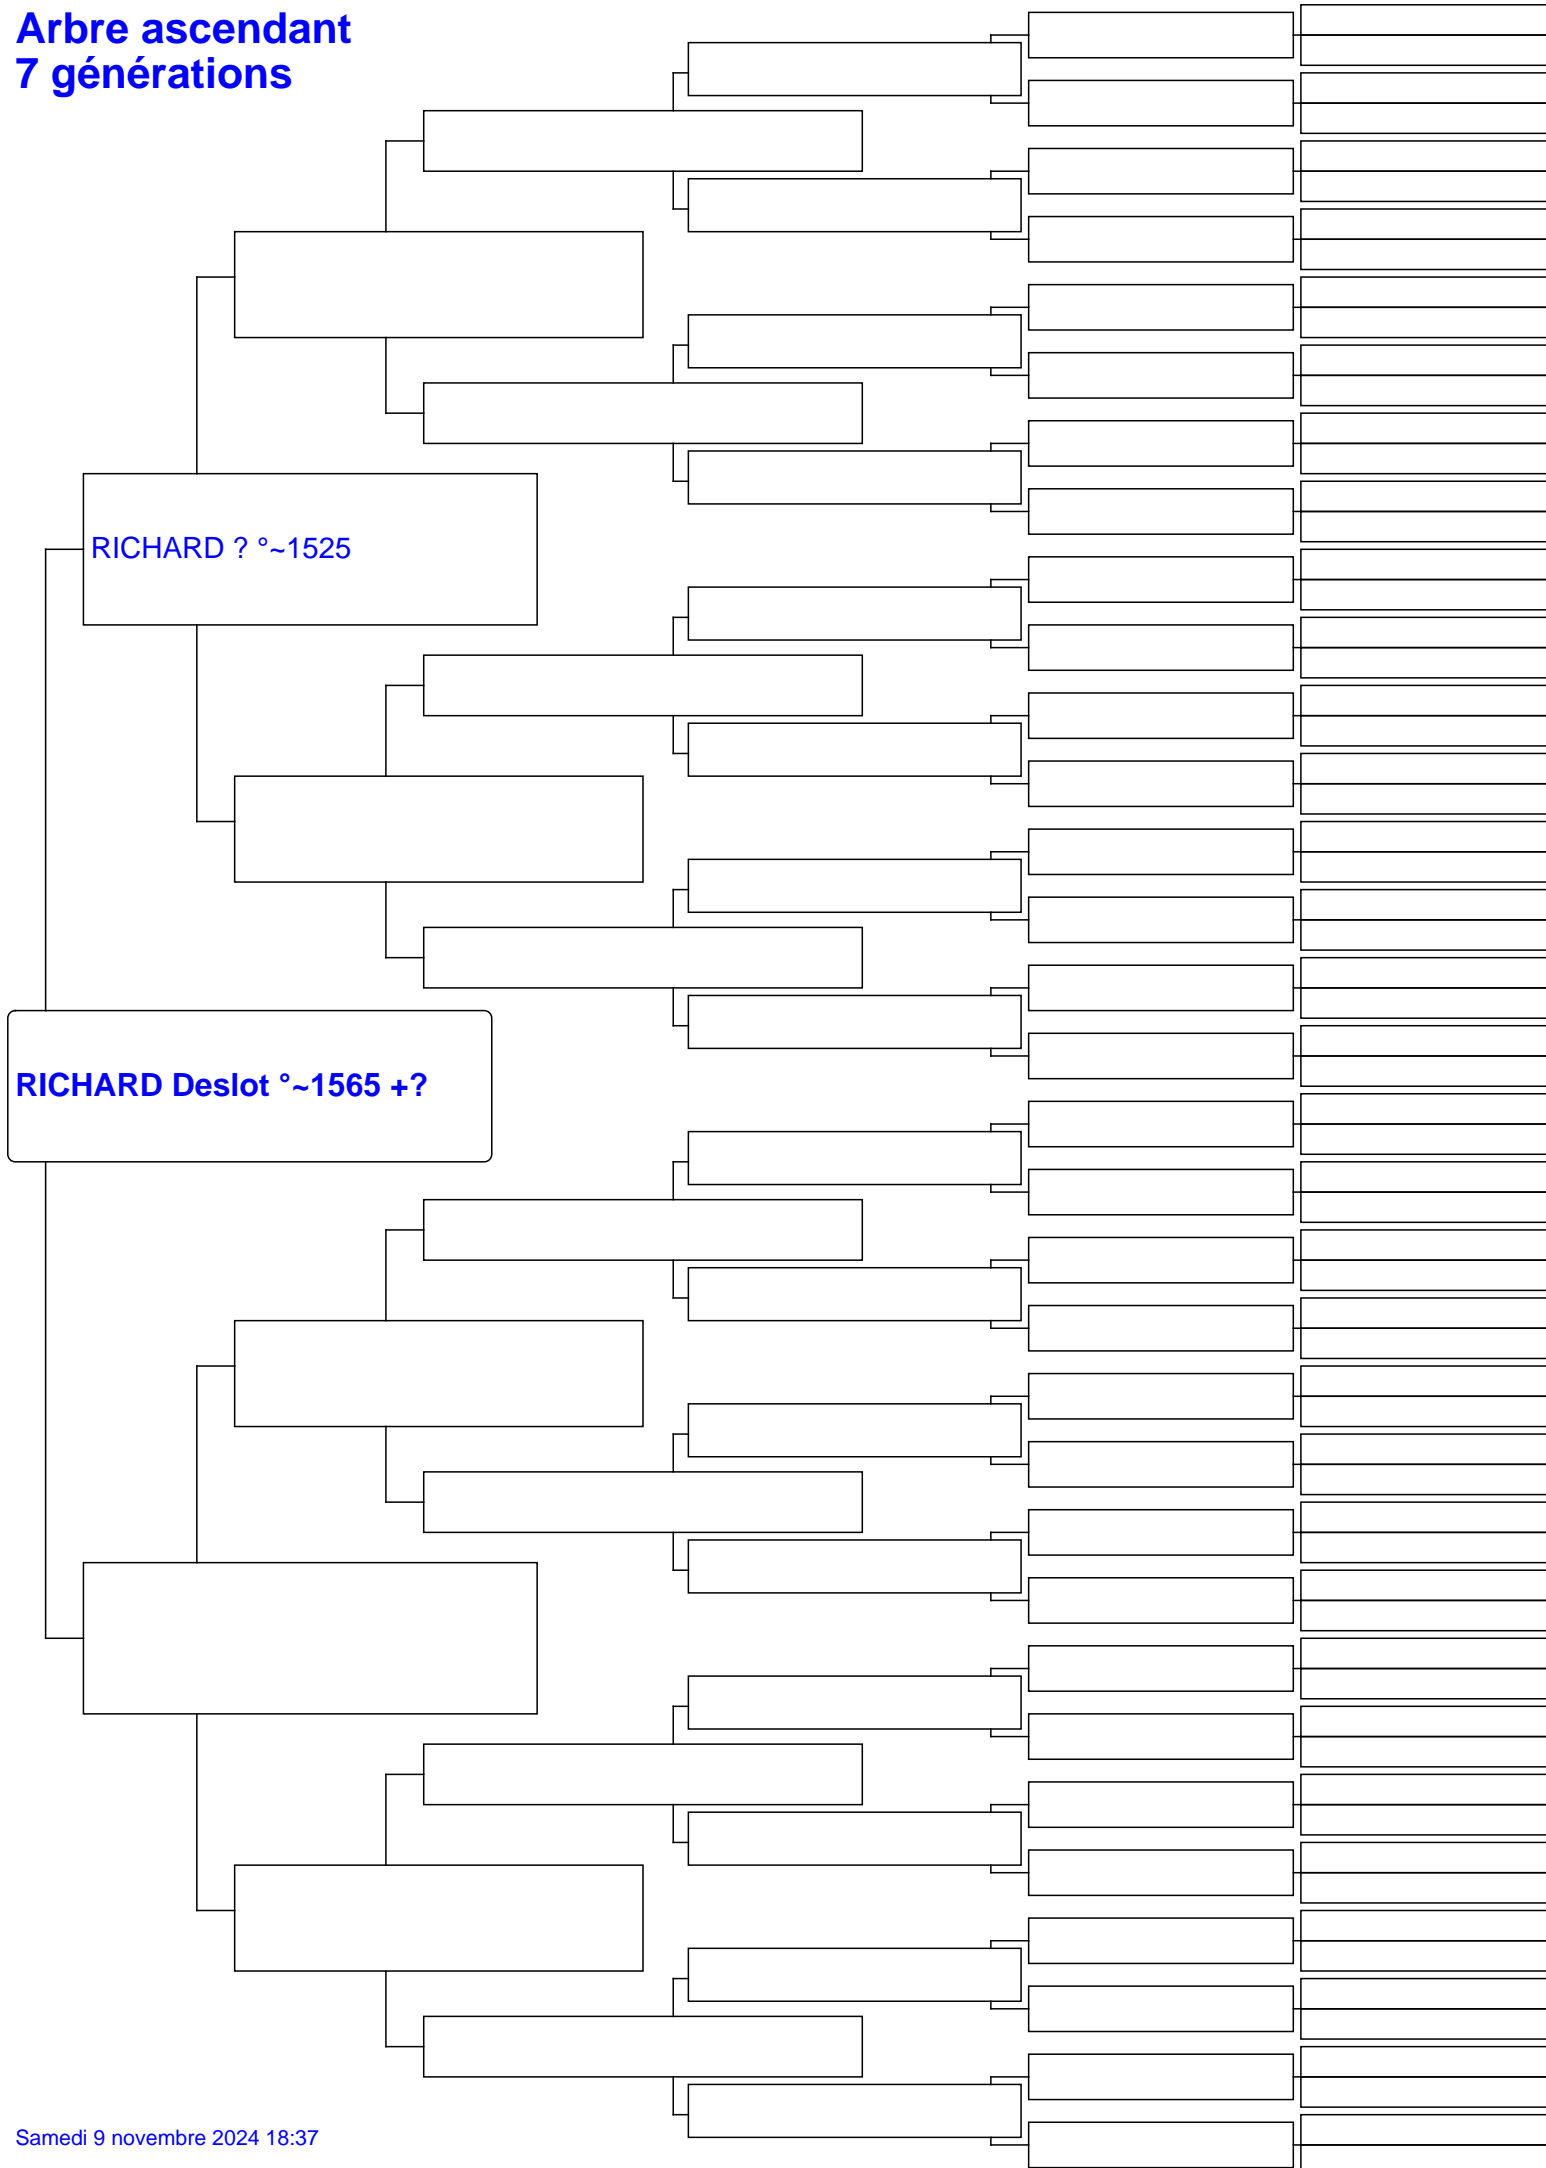 Arbre ascendant
7 générations
RICHARD ? °~1525
RICHARD Deslot °~1565 +?
Samedi 9 novembre 2024 18:37